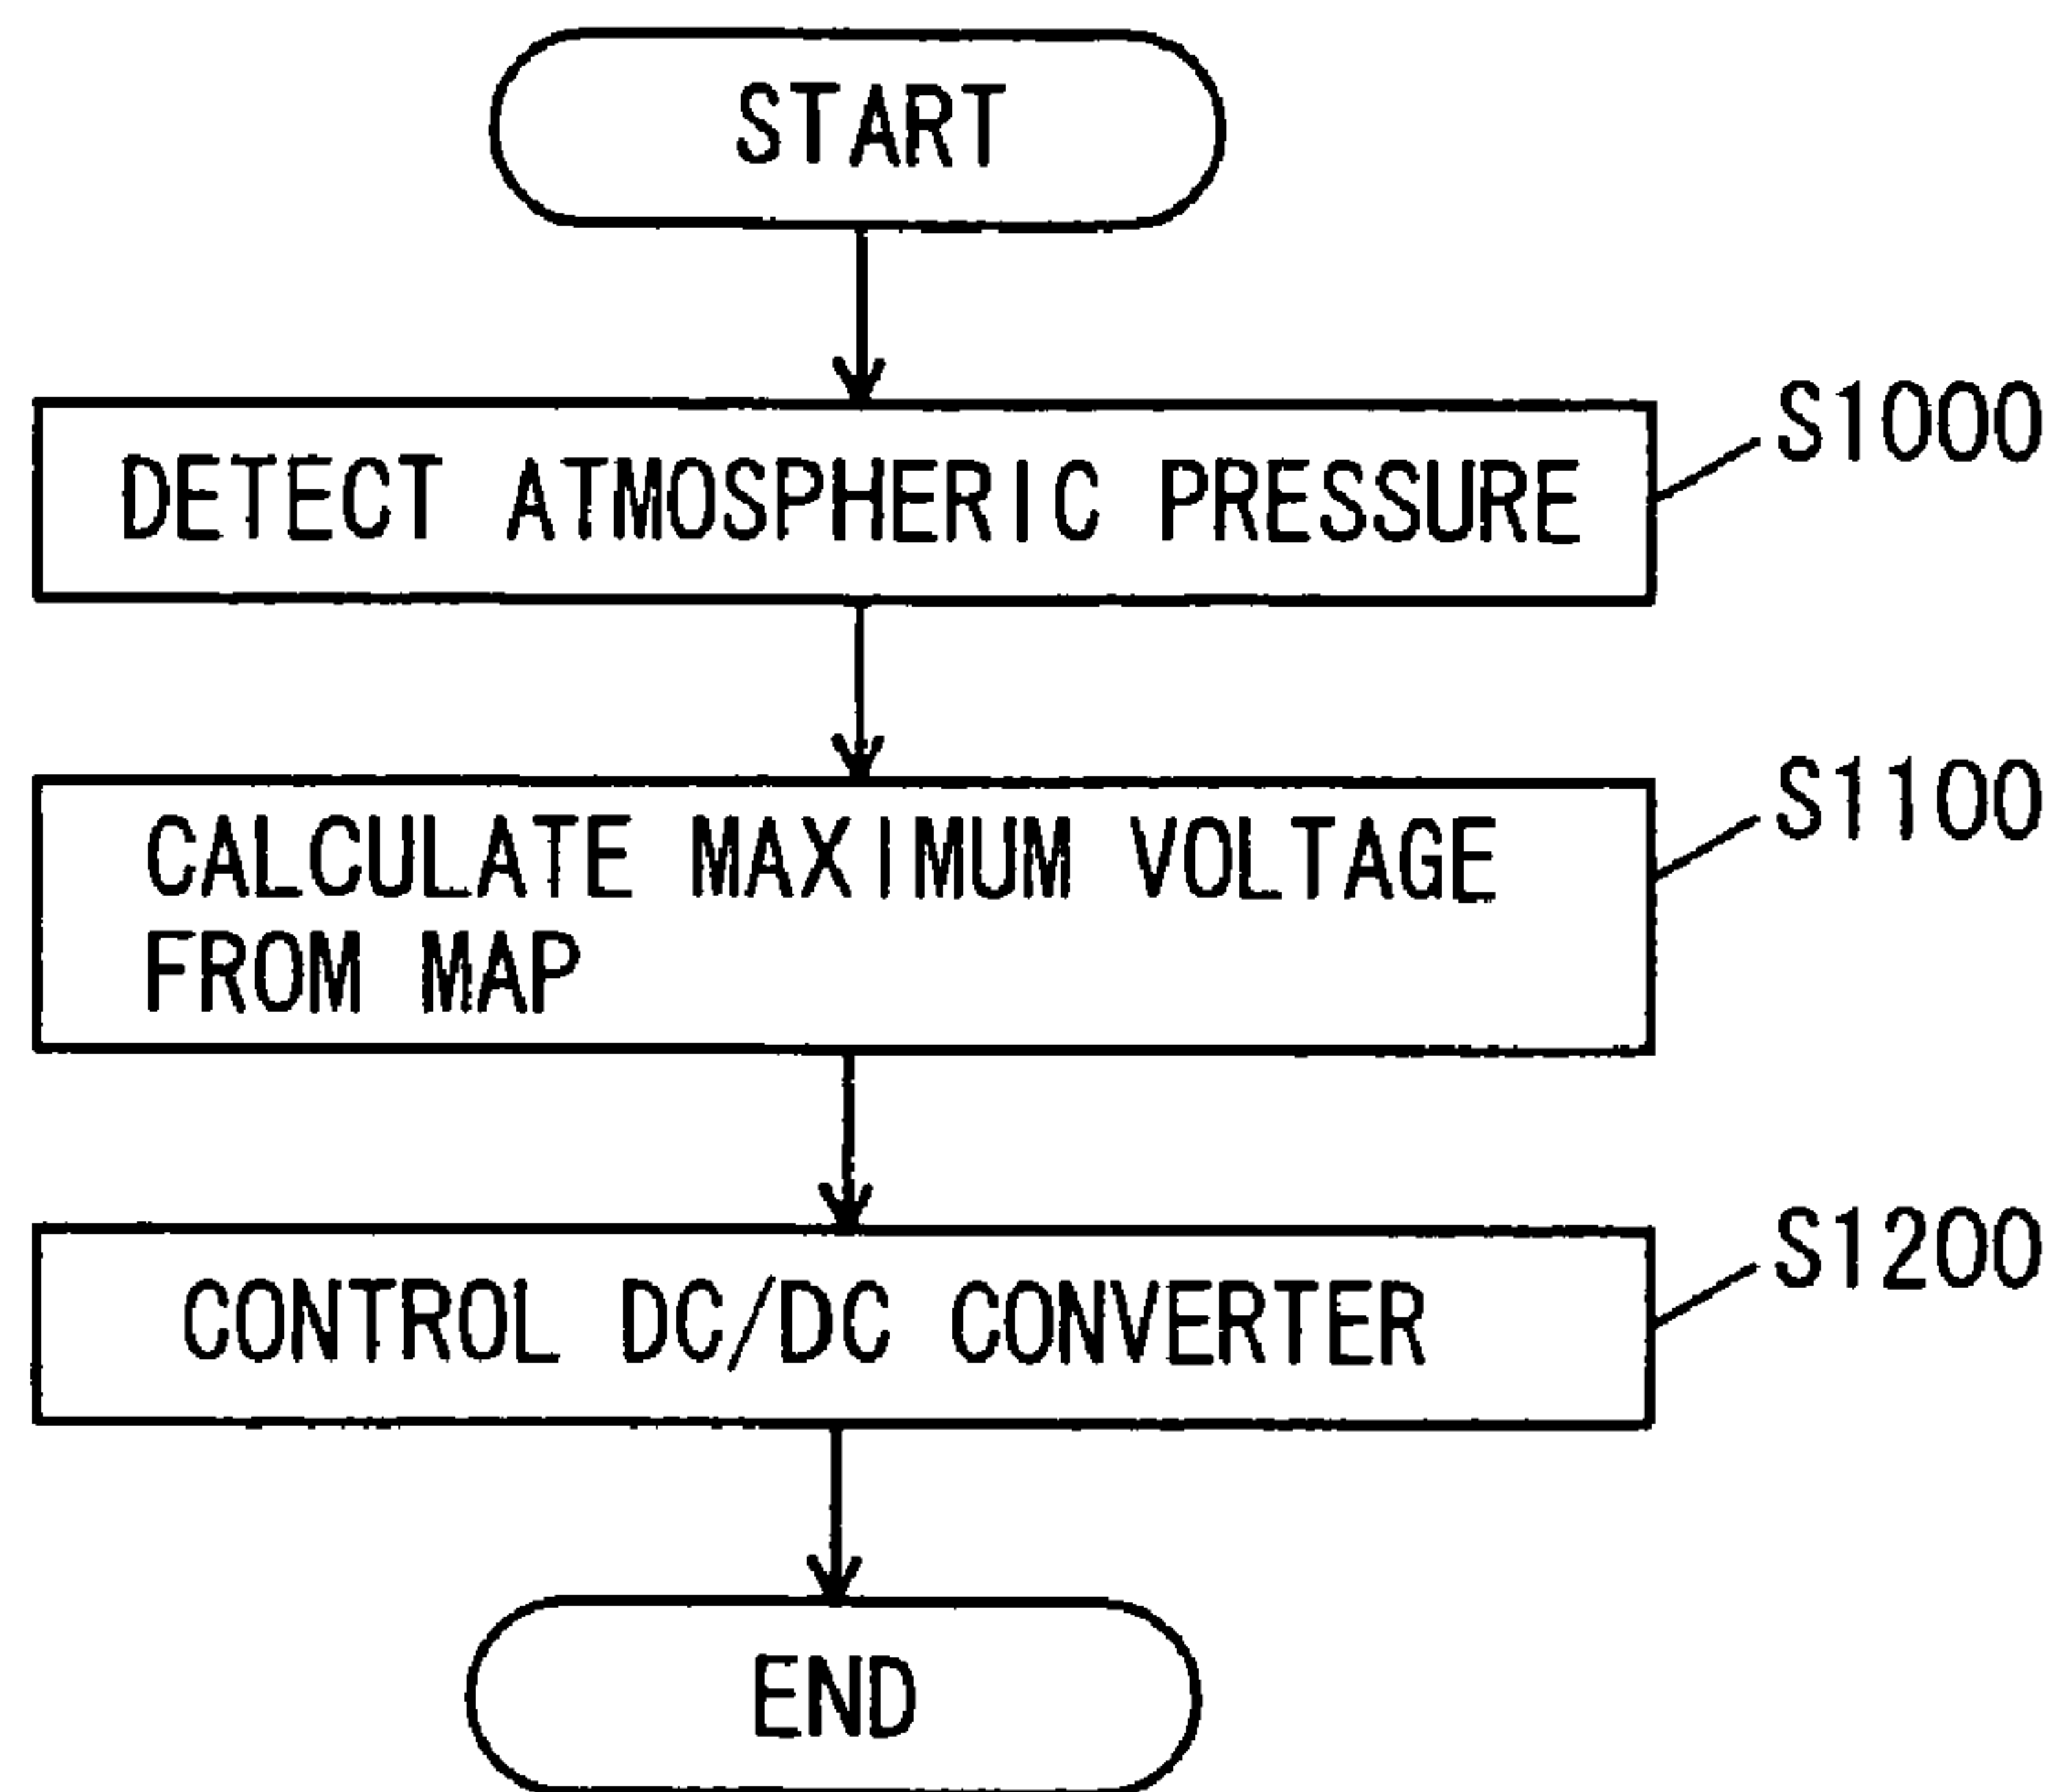 START
DETECT ATMOSPHERIC PRESSURE
S1000
CALCULATE MAXIMUM VOLTAGE
FROM MAP
S1100
CONTROL DC/DC CONVERTER
S1200
END